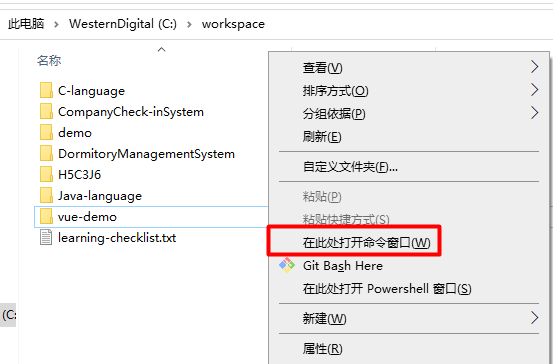 此电脑 > WesternDigital (C:) > workspace
名称
C-language
CompanyCheck-inSystem
demo
DormitoryManagementSystem
H5C3J6
Java-language
vue-demo
learning-checklist.txt
(C:
查看(V)
排序方式(O)
分组依据(P)
刷新(E)
自定义文件夹(F)...
粘贴(P)
粘贴快捷方式(S)
在此处打开命令窗口(W)
Git Bash Here
在此处打开 Powershell 窗口(S)
新建(W)
属性(R)